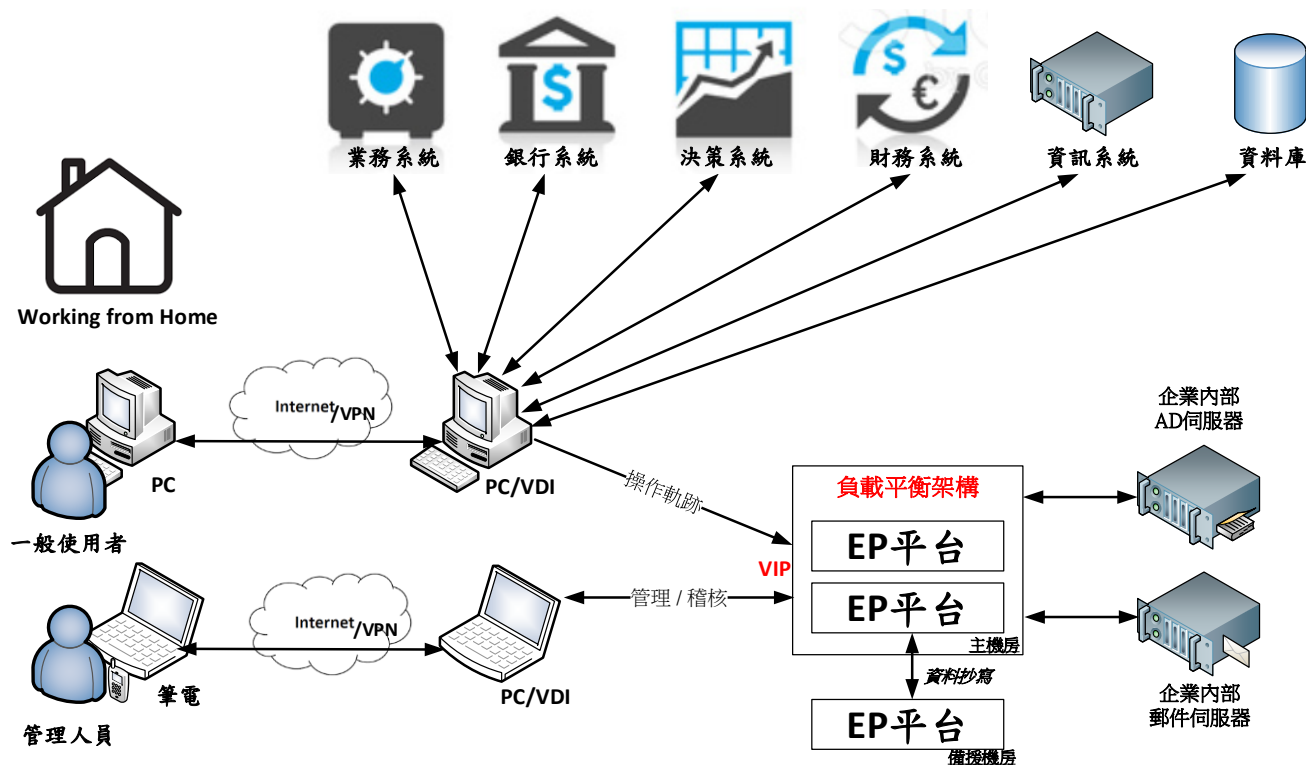 業務系統
銀行系統
決策系統
財務系統
資訊系統
資料庫
Working from Home
Internet/VPN
PC
PC/VDI
一般使用者
操作軌跡
企業內部
AD伺服器
負載平衡架構
EP平台
VIP
EP平台
主機房
管理 / 稽核
Internet/VPN
筆電
PC/VDI
管理人員
資料抄寫
EP平台
備援機房
企業內部
郵件伺服器